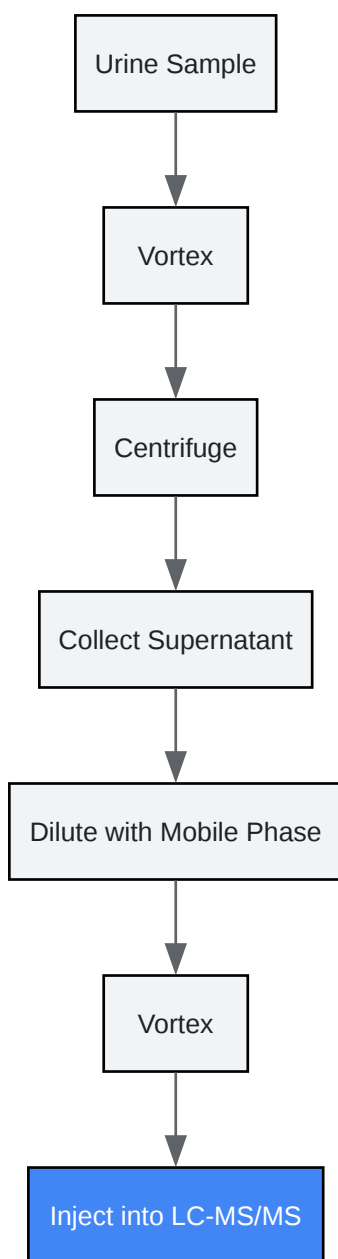 Urine Sample
Vortex
Centrifuge
Collect Supernatant
Dilute with Mobile Phase
Vortex
Inject into LC-MS/MS